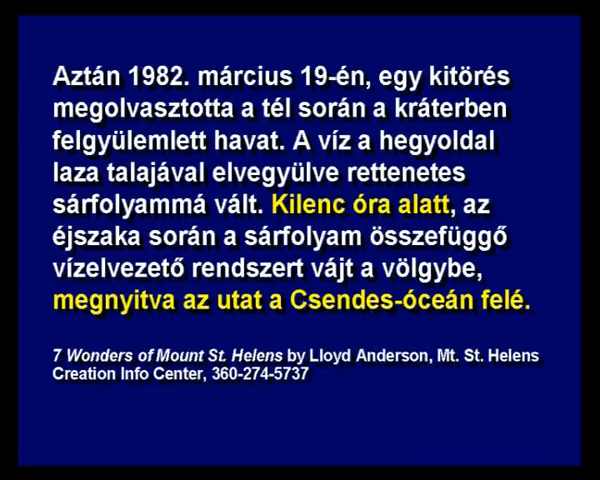 Aztán 1982. március 19-én, egy kitörés
megolvasztotta a tél során a kráterben
felgyülemlett havat. A víz a hegyoldal
laza talajával elvegyülve rettenetes
sárfolyammá vált. Kilenc óra alatt, az
éjszaka során a sárfolyam összefüggő
vízelvezető rendszert vájt a völgybe,
megnyitva az utat a Csendes-óceán felé.
7 Wonders of Mount St. Helens by Lloyd Anderson, Mt. St. Helens
Creation Info Center, 360-274-5737